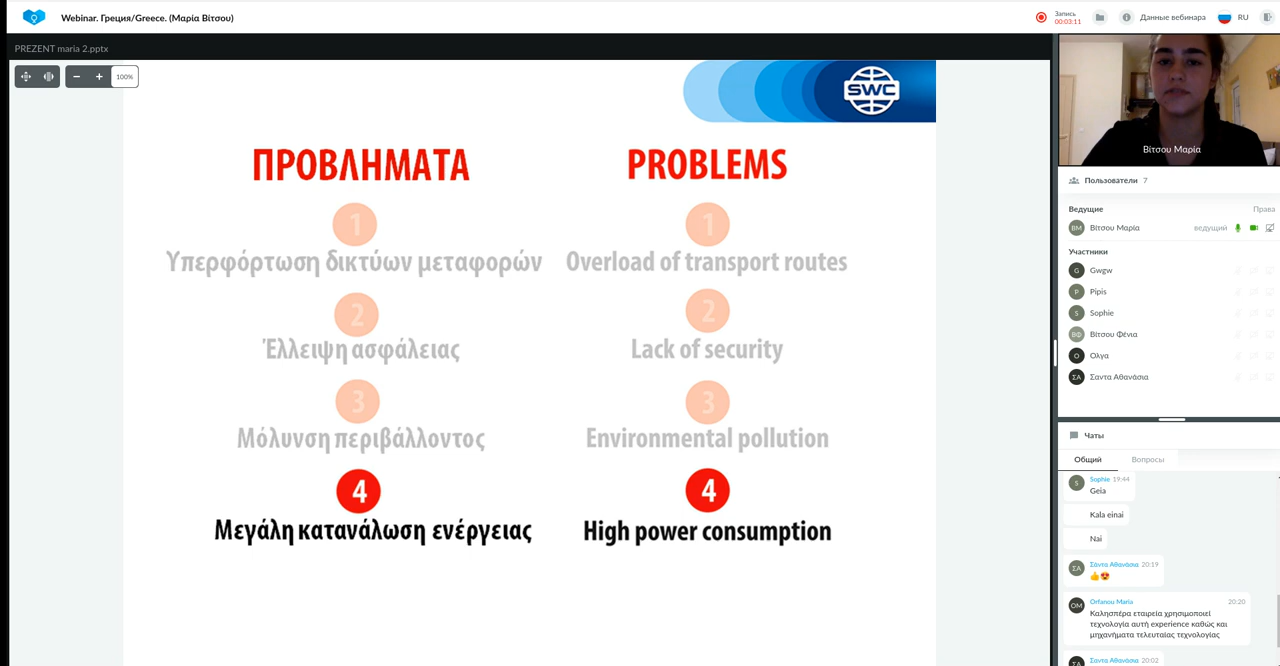 Webinar. Греция/Greece. (Μαρία Βίτσου)
Запись
00:03:11
Данные вебинара
RU
PREZENT maria 2.pptx
100%
SWC
ΠΡΟΒΛΗΜΑΤΑ
1
Υπερφόρτωση δικτύων μεταφορών
2
Έλλειψη ασφάλειας
3
Μόλυνση περιβάλλοντος
4
Μεγάλη κατανάλωση ενέργειας
PROBLEMS
1
Overload of transport routes
2
Lack of security
3
Environmental pollution
4
High power consumption
Βίτσου Μαρία
Пользователи 7
Ведущие Права
ВМ Βίτσου Μαρία ведущий
Участники
G Gwgw
P Pipis
S Sophie
ΒΦ Βίτσου Φένια
O Ολγα
ΣΑ Σαντα Αθανάσια
Чаты
Общий Вопросы
S Sophie 19:44
Geia
Kala einai
Nai
ΣΑ Σάντα Αθανάσια 20:19
👍😍
OM Orfanou Maria 20:20
Καλησπέρα εταιρεία χρησιμοποιεί
τεχνολογία αυτή experience καθώς και
μηχανήματα τελευταίας τεχνολογίας
ΣΑ Σαντα Αθανάσια 20:02